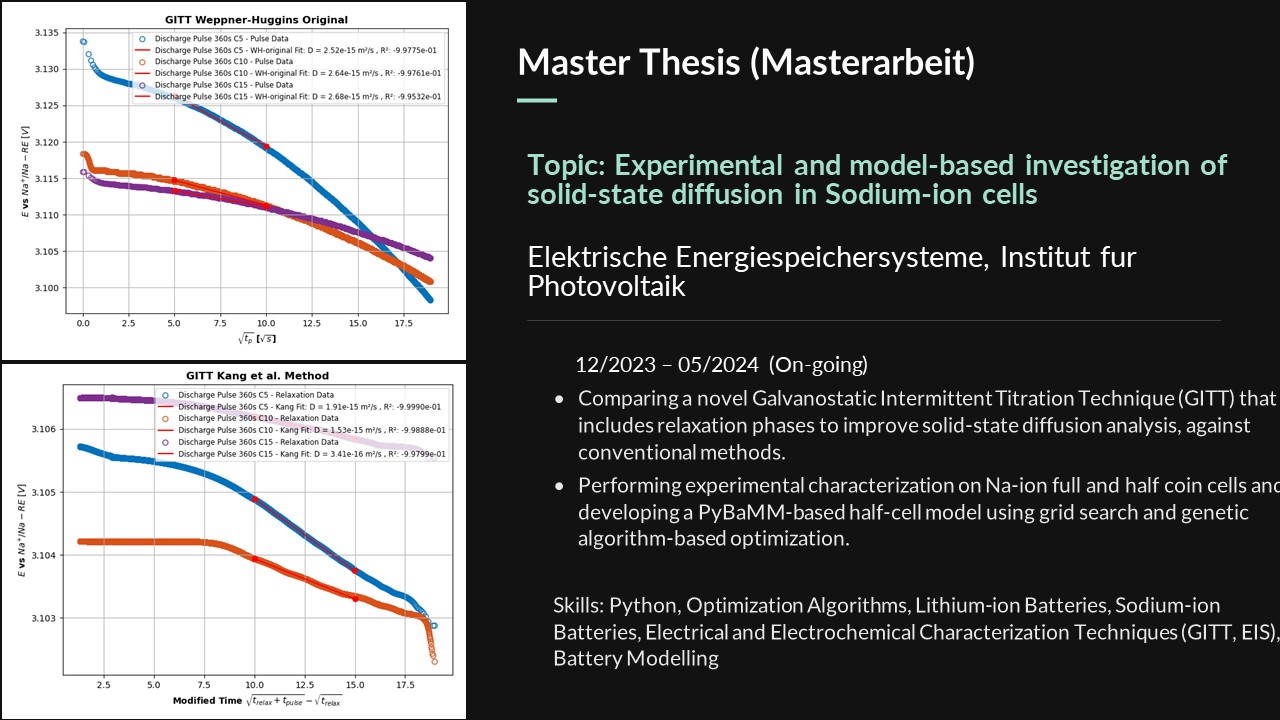 GITT Weppner-Huggins Original
Discharge Pulse 360s C5 - Pulse Data
Discharge Pulse 360s C5 - WH-original Fit: D = 2.52e-15 m²/s , R²: -9.9775e-01
Discharge Pulse 360s C10 - Pulse Data
Discharge Pulse 360s C10 - WH-original Fit: D = 2.64e-15 m²/s , R²: -9.9761e-01
Discharge Pulse 360s C15 - Pulse Data
Discharge Pulse 360s C15 - WH-original Fit: D = 2.68e-15 m²/s , R²: -9.9532e-01
3.135
3.130
3.125
3.120
3.115
3.110
3.105
3.100
E vs Na⁺/Na − RE [V]
0.0 2.5 5.0 7.5 10.0 12.5 15.0 17.5
√tₚ [√s]
GITT Kang et al. Method
Discharge Pulse 360s C5 - Relaxation Data
Discharge Pulse 360s C5 - Kang Fit: D = 1.91e-15 m²/s , R²: -9.9990e-01
Discharge Pulse 360s C10 - Relaxation Data
Discharge Pulse 360s C10 - Kang Fit: D = 1.53e-15 m²/s , R²: -9.9888e-01
Discharge Pulse 360s C15 - Relaxation Data
Discharge Pulse 360s C15 - Kang Fit: D = 3.41e-16 m²/s , R²: -9.9799e-01
3.106
3.105
3.104
3.103
E vs Na⁺/Na − RE [V]
2.5 5.0 7.5 10.0 12.5 15.0 17.5
Modified Time √t_relax + t_pulse − √t_relax
Master Thesis (Masterarbeit)
Topic: Experimental and model-based investigation of
solid-state diffusion in Sodium-ion cells
Elektrische Energiespeichersysteme, Institut fur
Photovoltaik
12/2023 – 05/2024 (On-going)
● Comparing a novel Galvanostatic Intermittent Titration Technique (GITT) that
includes relaxation phases to improve solid-state diffusion analysis, against
conventional methods.
● Performing experimental characterization on Na-ion full and half coin cells and
developing a PyBaMM-based half-cell model using grid search and genetic
algorithm-based optimization.
Skills: Python, Optimization Algorithms, Lithium-ion Batteries, Sodium-ion
Batteries, Electrical and Electrochemical Characterization Techniques (GITT, EIS),
Battery Modelling